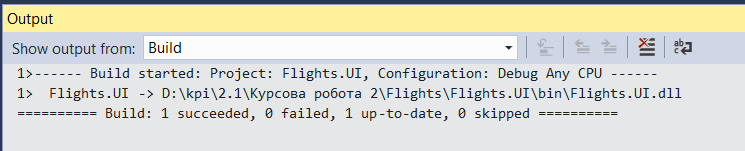 Output
Show output from: Build
1>------ Build started: Project: Flights.UI, Configuration: Debug Any CPU ------
1>  Flights.UI -> D:\kpi\2.1\Курсова робота 2\Flights\Flights.UI\bin\Flights.UI.dll
========== Build: 1 succeeded, 0 failed, 1 up-to-date, 0 skipped ==========